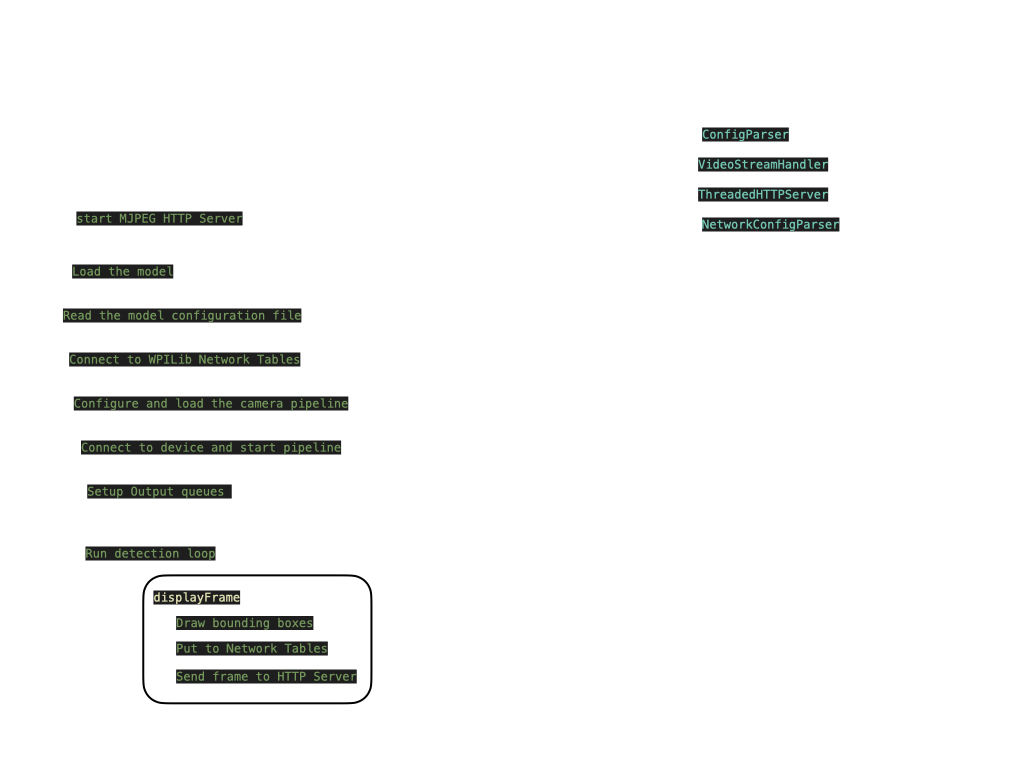 start MJPEG HTTP Server
Load the model
Read the model configuration file
Connect to WPILib Network Tables
Configure and load the camera pipeline
Connect to device and start pipeline
Setup Output queues
Run detection loop
displayFrame
Draw bounding boxes
Put to Network Tables
Send frame to HTTP Server
ConfigParser
VideoStreamHandler
ThreadedHTTPServer
NetworkConfigParser